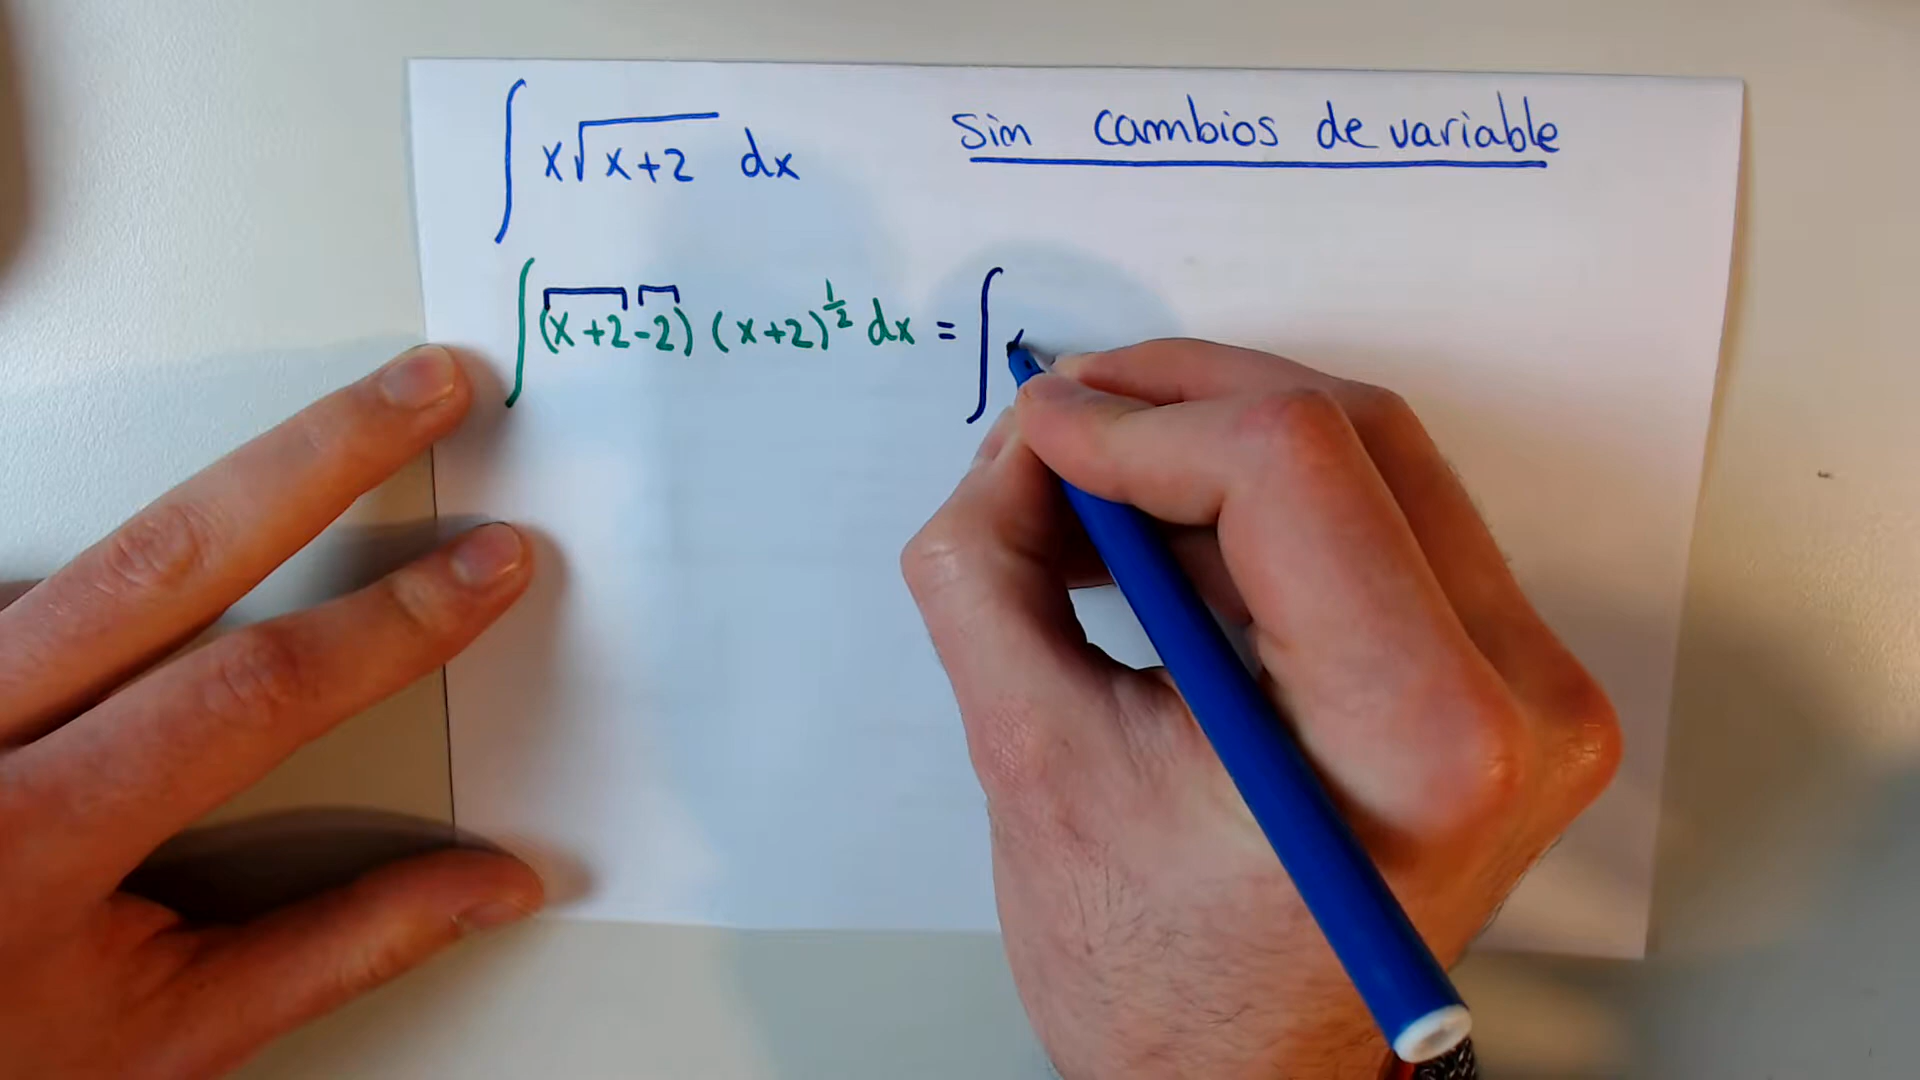 ∫ x√(x+2) dx Sin cambios de variable
∫ (x+2-2) (x+2)^(1/2) dx = ∫